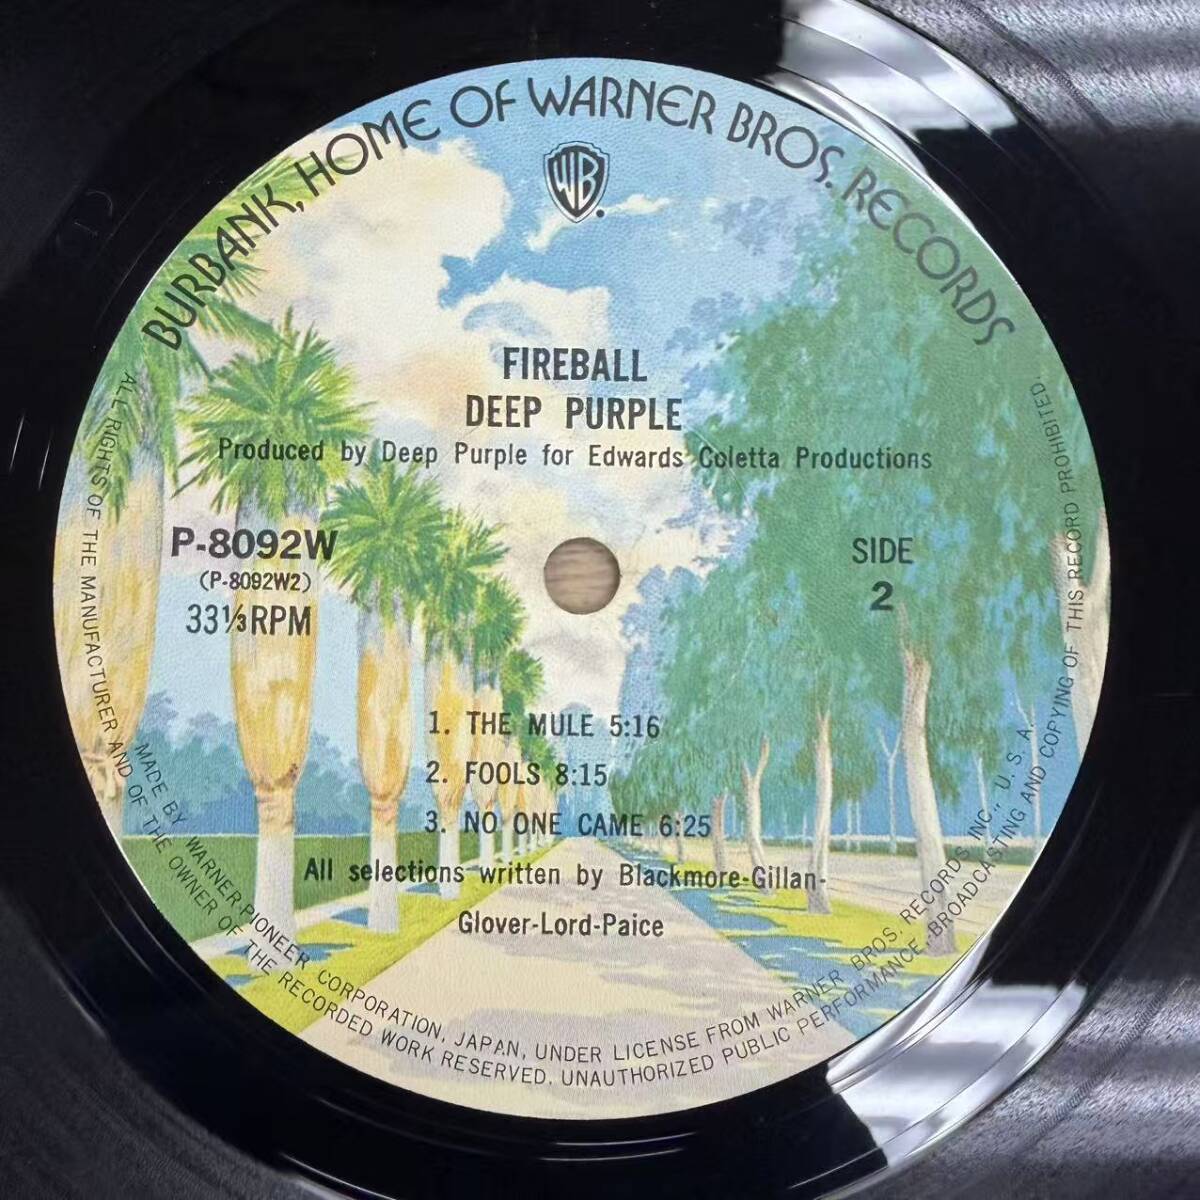 BURBANK, HOME OF WARNER BROS. RECORDS
WB
FIREBALL
DEEP PURPLE
Produced by Deep Purple for Edwards Coletta Productions
P-8092W
(P-8092W2)
33⅓RPM
SIDE
2
1. THE MULE 5:16
2. FOOLS 8:15
3. NO ONE CAME 6:25
All selections written by Blackmore-Gillan-
Glover-Lord-Paice
MADE BY WARNER-PIONEER CORPORATION, JAPAN, UNDER LICENSE FROM WARNER BROS. RECORDS INC., U. S. A.
ALL RIGHTS OF THE MANUFACTURER AND OF THE OWNER OF THE RECORDED WORK RESERVED. UNAUTHORIZED PUBLIC PERFORMANCE, BROADCASTING AND COPYING OF THIS RECORD PROHIBITED.